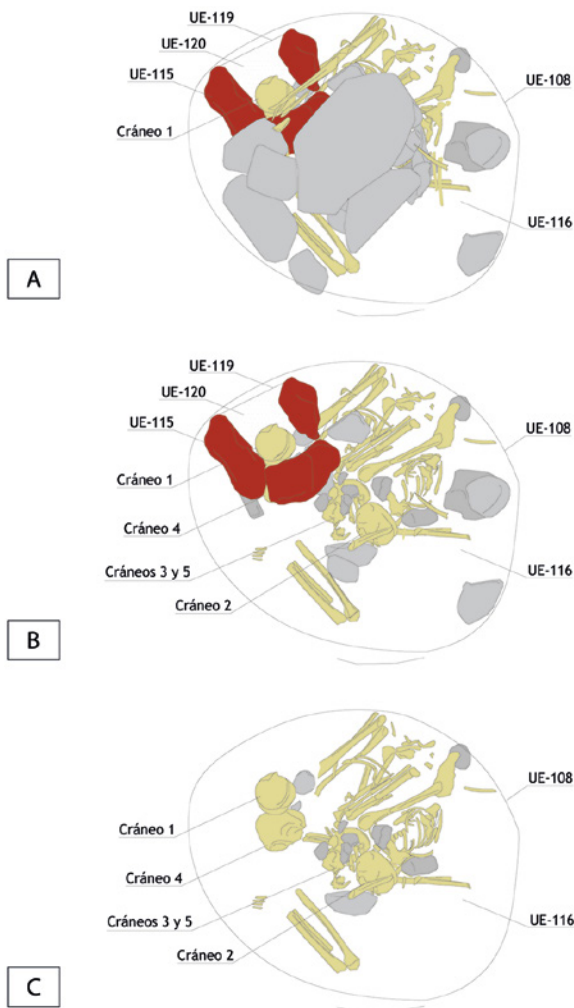 UE-119
UE-120
UE-115
UE-108
Cráneo 1
UE-116
A
UE-119
UE-120
UE-115
UE-108
Cráneo 1
Cráneo 4
Cráneos 3 y 5
UE-116
Cráneo 2
B
UE-108
Cráneo 1
Cráneo 4
Cráneos 3 y 5
UE-116
Cráneo 2
C